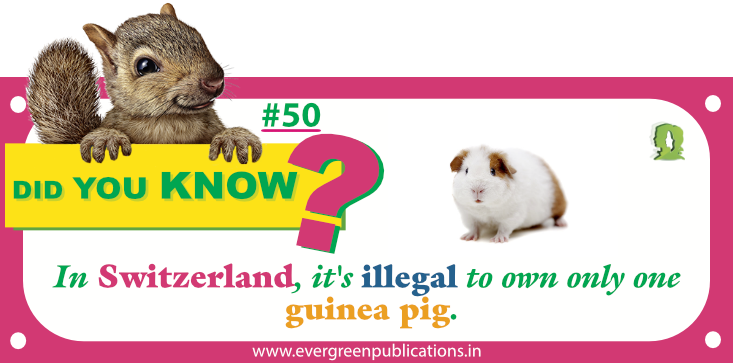 #50
DID YOU KNOW ?
In Switzerland, it's illegal to own only one
guinea pig.
www.evergreenpublications.in